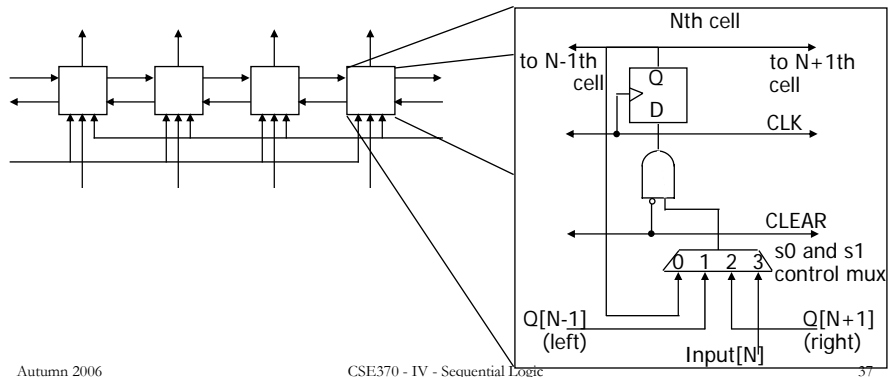 Nth cell
to N-1th
cell
to N+1th
cell
Q
D
CLK
CLEAR
s0 and s1
control mux
0 1 2 3
Q[N-1]
(left)
Q[N+1]
(right)
Input[N]
Autumn 2006
CSE370 - IV - Sequential Logic
37